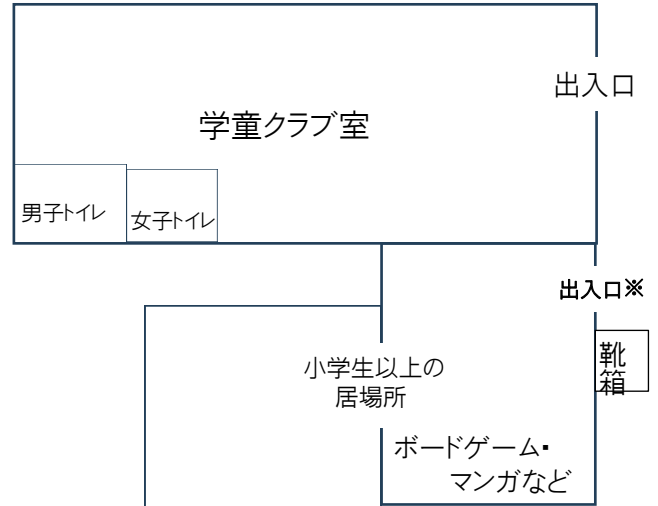 出入口
学童クラブ室
男子トイレ
女子トイレ
出入口※
靴
箱
小学生以上の
居場所
ボードゲーム・
マンガなど